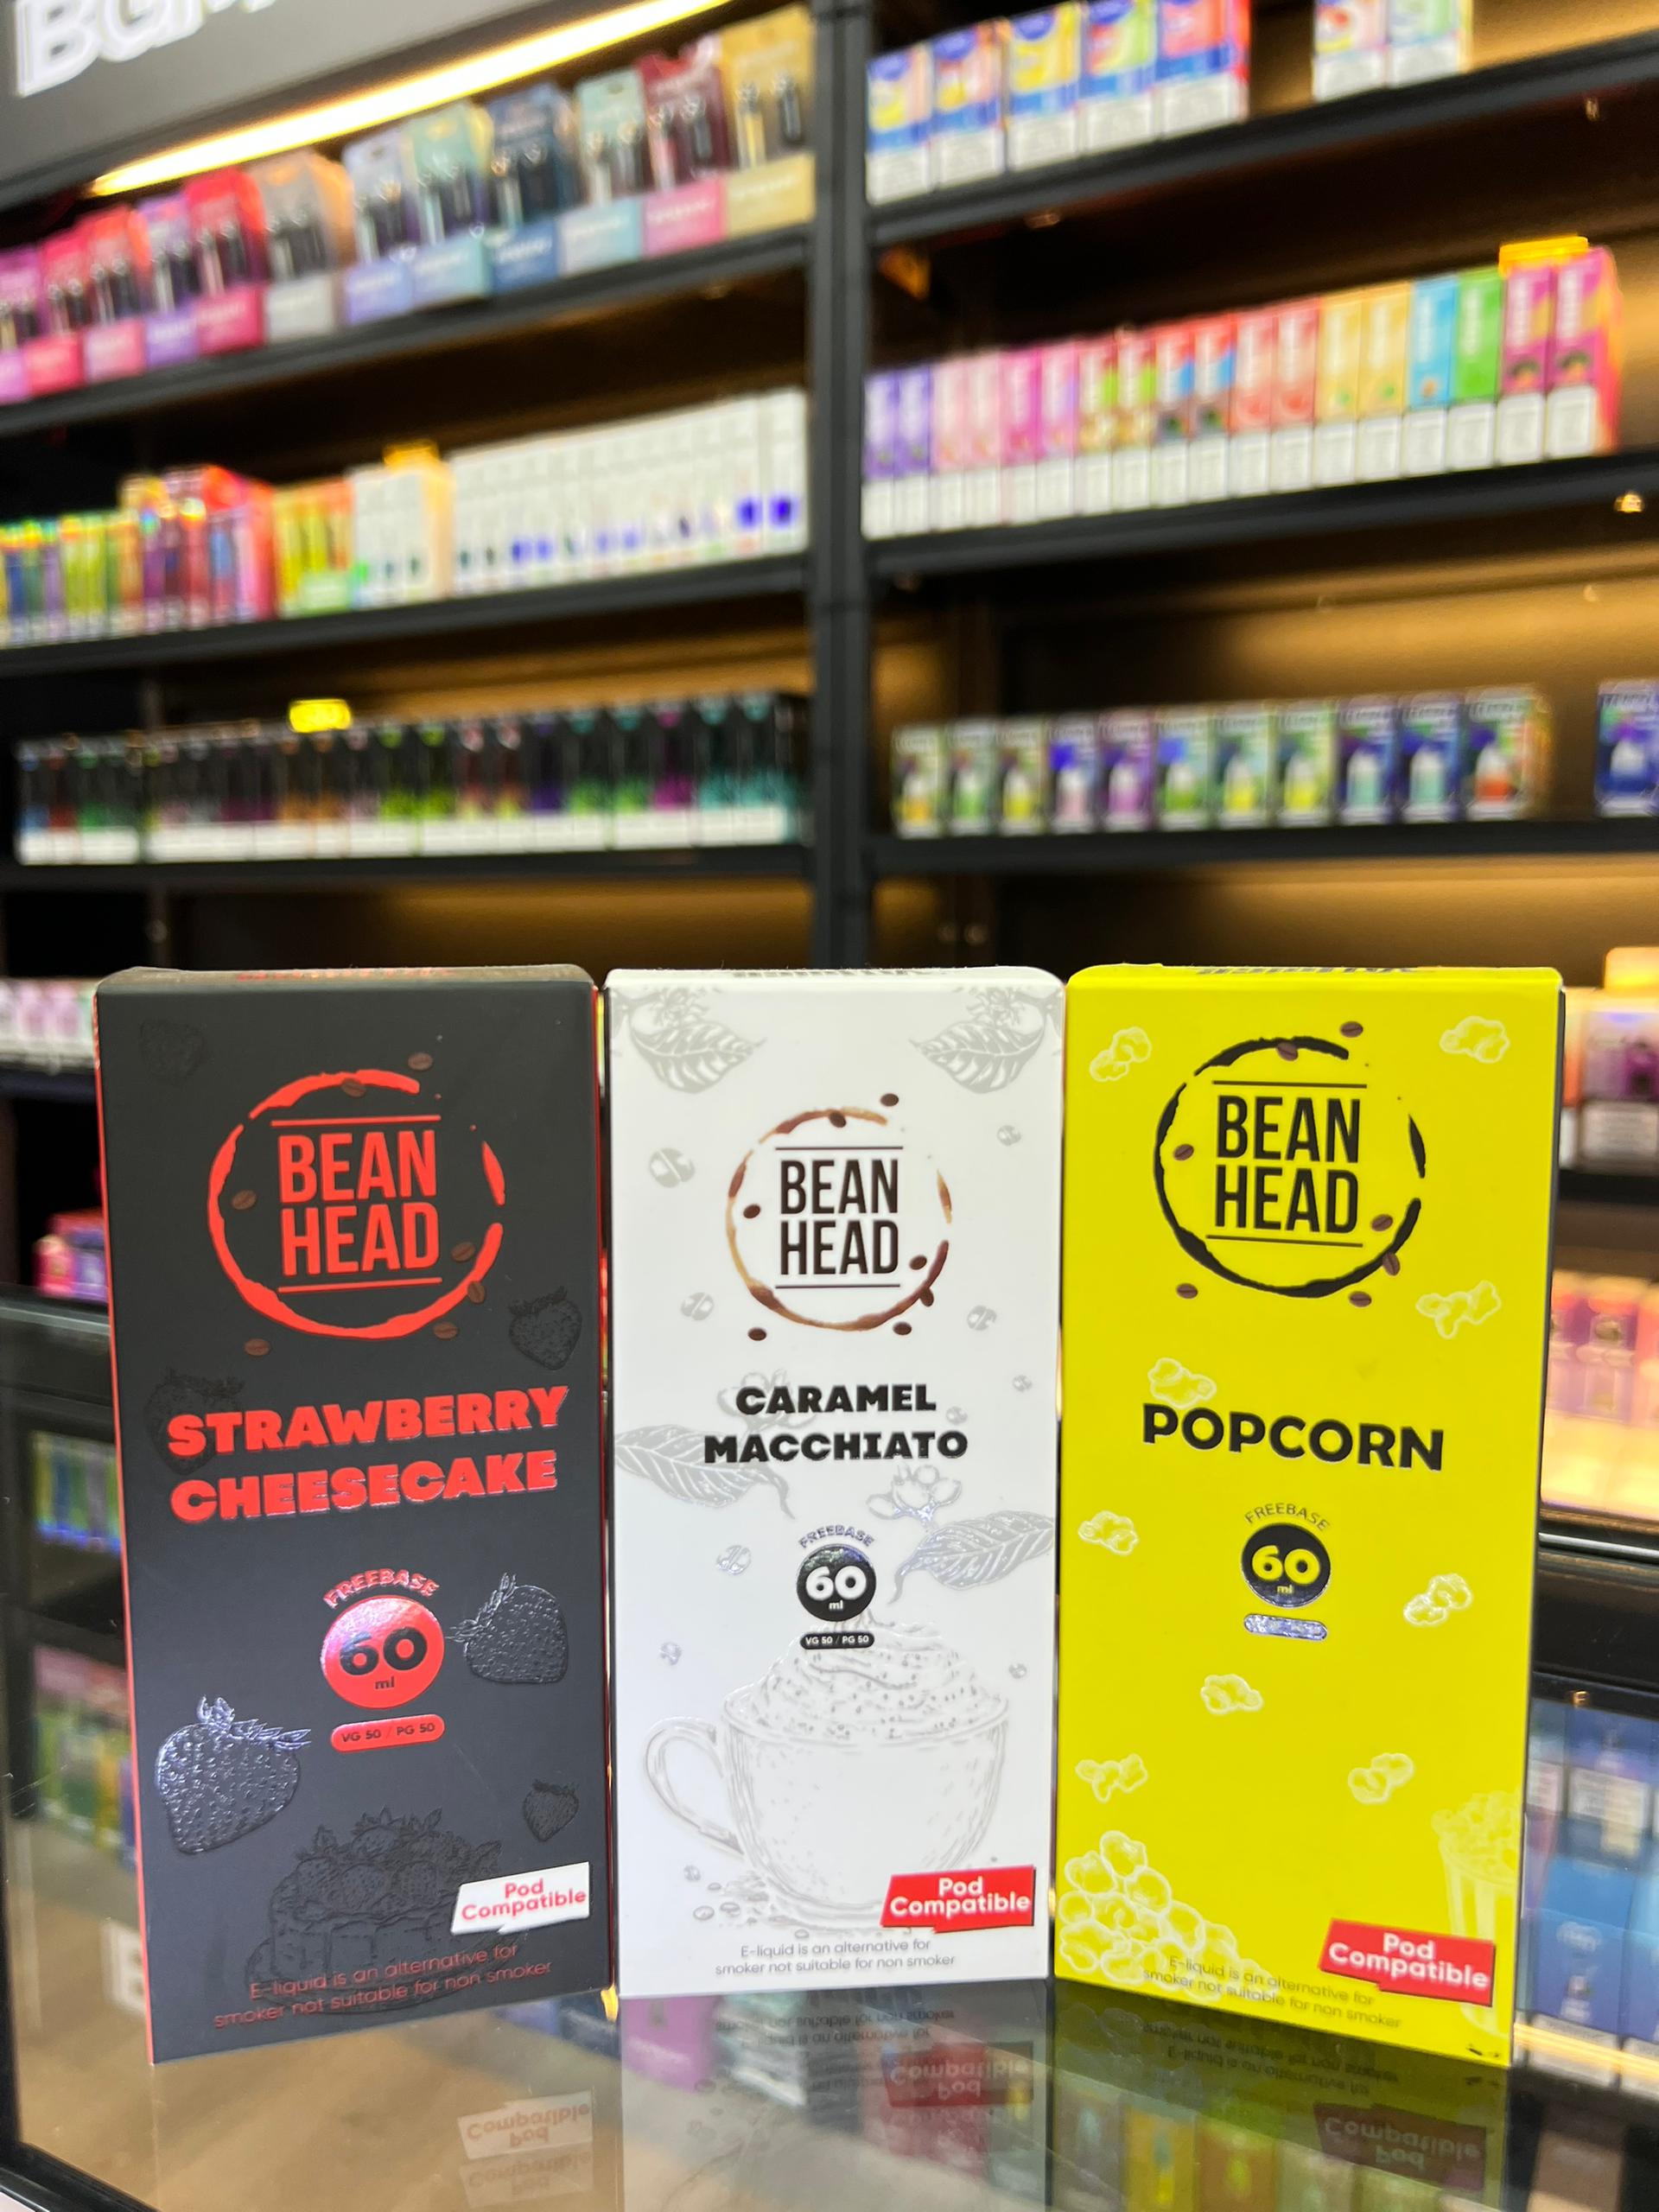 BEAN
HEAD
STRAWBERRY
CHEESECAKE
FREEBASE
60
ml
VG 50 / PG 50
Pod
Compatible
E-liquid is an alternative for
smoker not suitable for non smoker
BEAN
HEAD
CARAMEL
MACCHIATO
FREEBASE
60
ml
VG 50 / PG 50
Pod
Compatible
E-liquid is an alternative for
smoker not suitable for non smoker
BEAN
HEAD
POPCORN
FREEBASE
60
ml
Pod
Compatible
E-liquid is an alternative for
smoker not suitable for non smoker